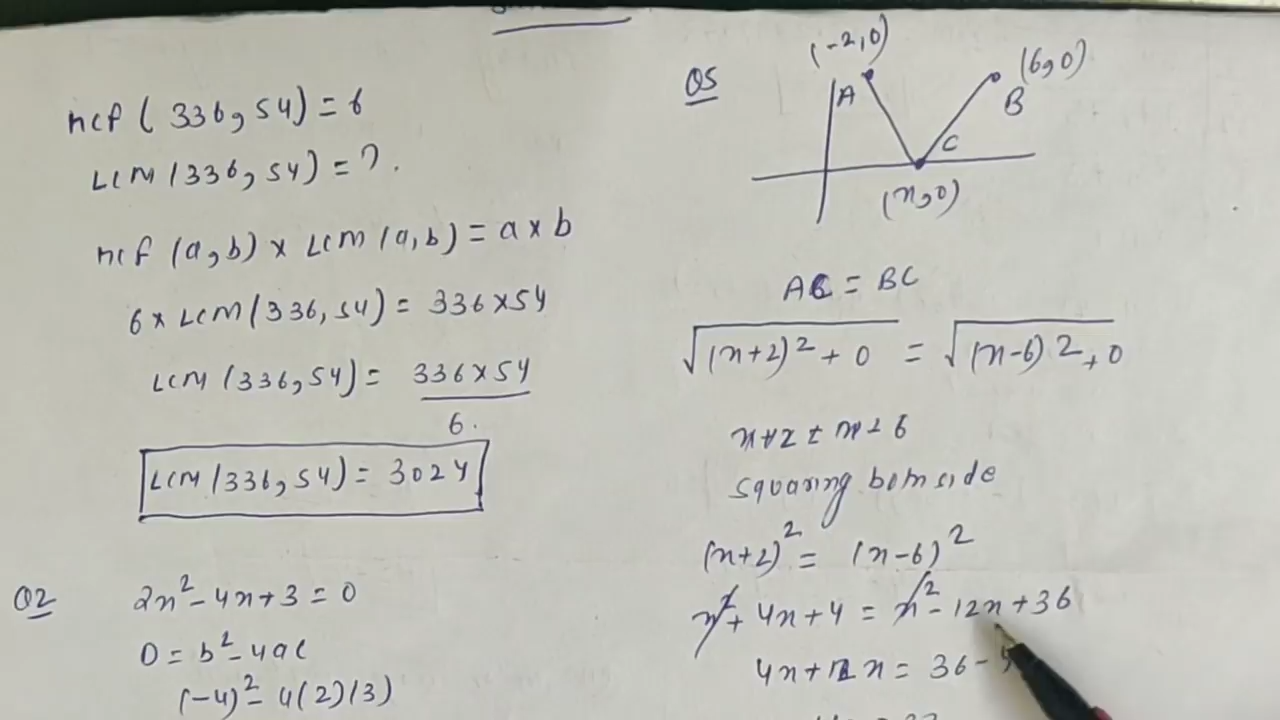 HCF (336, 54) = 6
LCM (336, 54) = ?.
HCF (a, b) x LCM (a, b) = a x b
6 x LCM (336, 54) = 336 x 54
LCM (336, 54) = 336 x 54
6.
LCM (336, 54) = 3024
Q2
2x² - 4x + 3 = 0
D = b² - 4ac
(-4)² - 4(2)(3)
Q5
(-2,0)
(6,0)
A
B
C
(x,0)
AC = BC
√(x+2)² + 0 = √(x-6)² + 0
squaring both side
(x+2)² = (x-6)²
x² + 4x + 4 = x² - 12x + 36
4x + 12x = 36 -